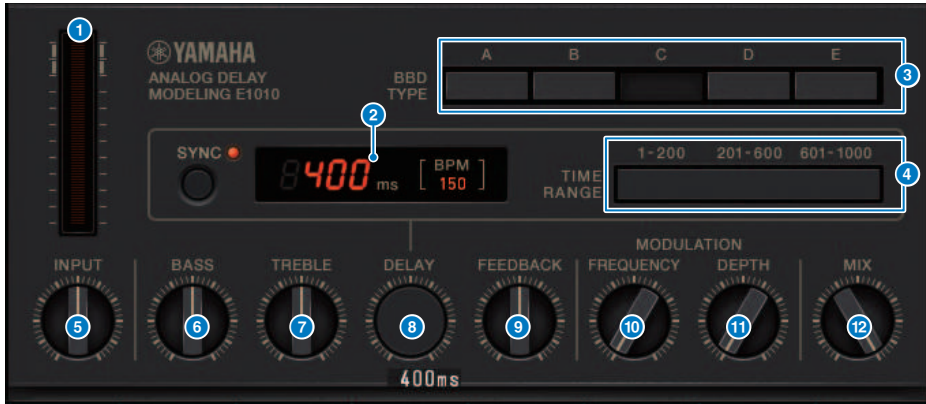 1
YAMAHA
ANALOG DELAY
MODELING E1010
BBD
TYPE
A B C D E
3
2
SYNC
400 ms
[ BPM
150 ]
TIME
RANGE
1-200 201-600 601-1000
4
MODULATION
INPUT BASS TREBLE DELAY FEEDBACK FREQUENCY DEPTH MIX
5 6 7 8 9 10 11 12
400ms